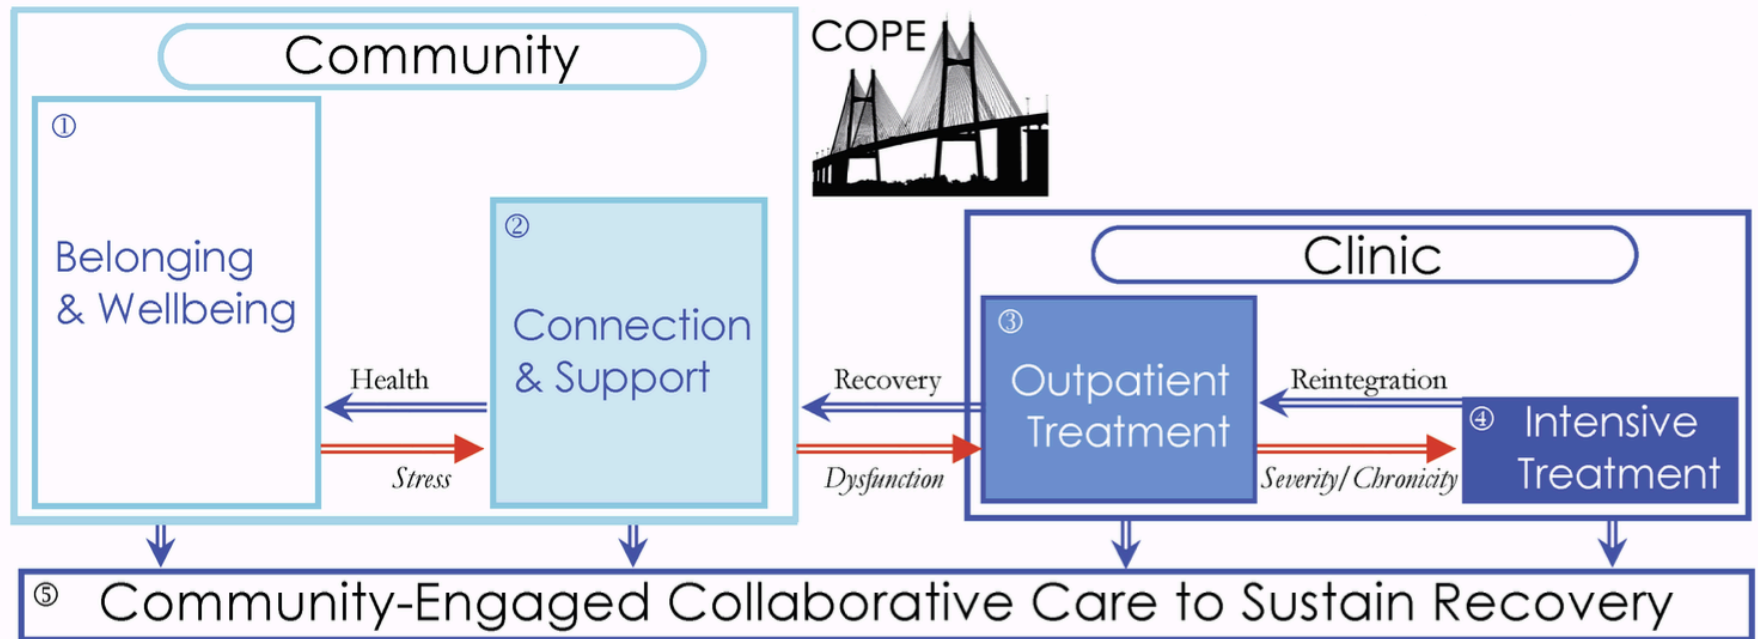 Community
COPE
①
Belonging
& Wellbeing
②
Connection
& Support
Health
Stress
Recovery
Dysfunction
Clinic
③
Outpatient
Treatment
Reintegration
Severity/Chronicity
④ Intensive
Treatment
⑤ Community-Engaged Collaborative Care to Sustain Recovery